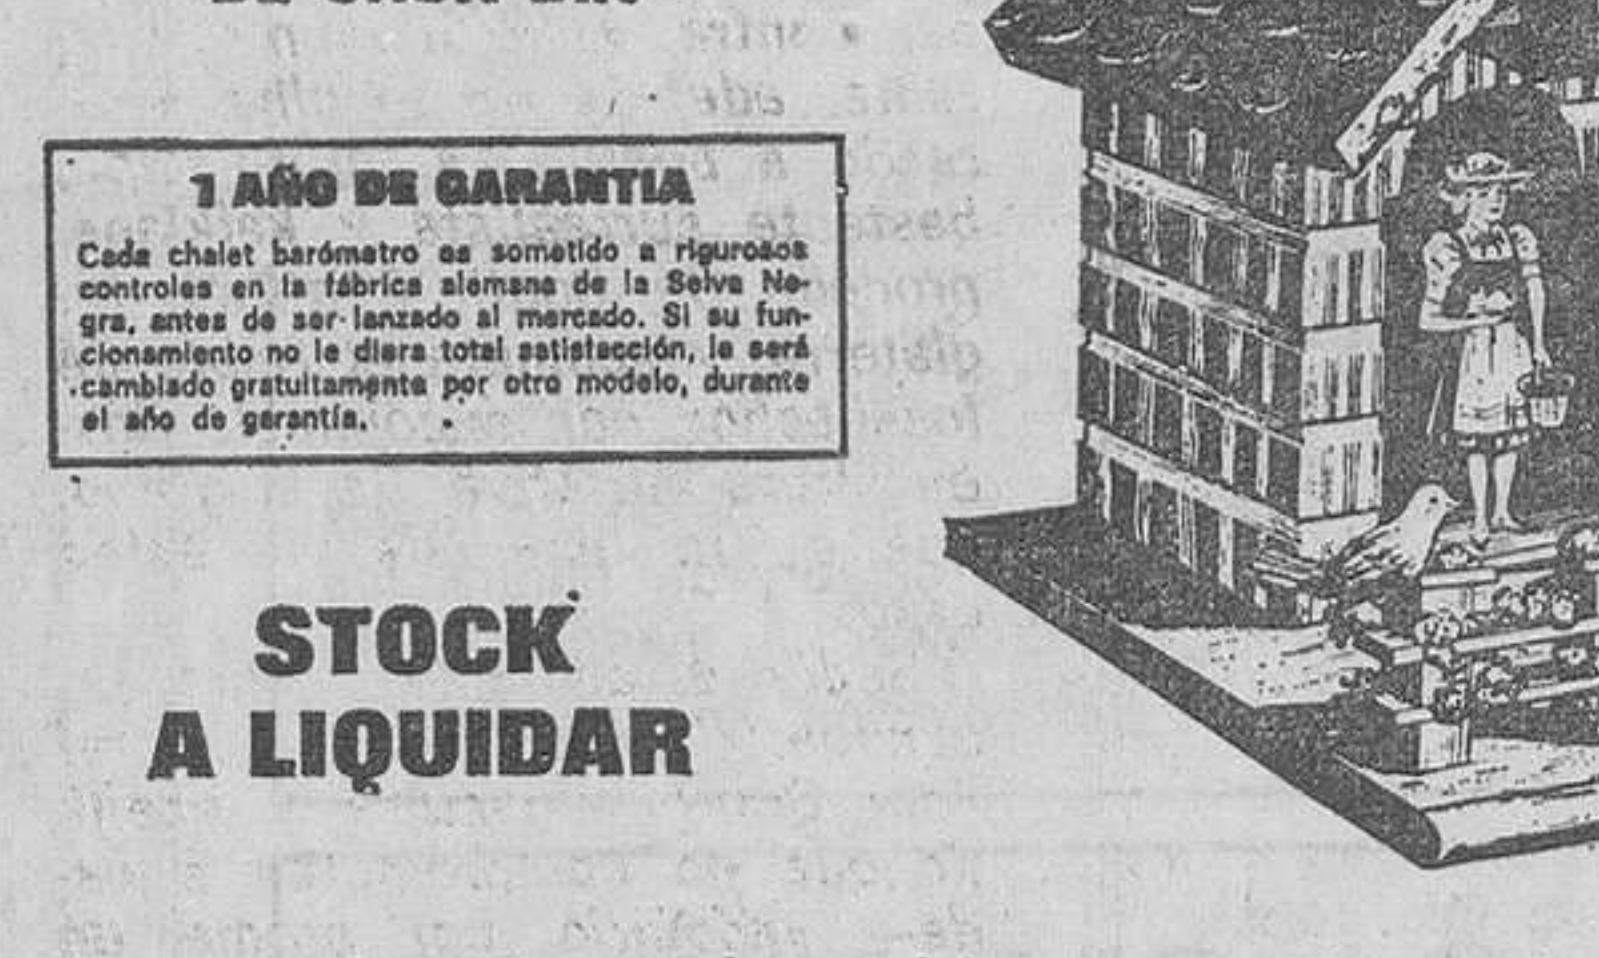 1 AÑO DE GARANTIA
Cada chalet barómetro es sometido a rigurosos
controles en la fábrica alemana de la Selva Ne-
gra, antes de ser lanzado al mercado. Si su fun-
cionamiento no le diera total satisfacción, le será
cambiado gratuitamente por otro modelo, durante
el año de garantía.
STOCK
A LIQUIDAR